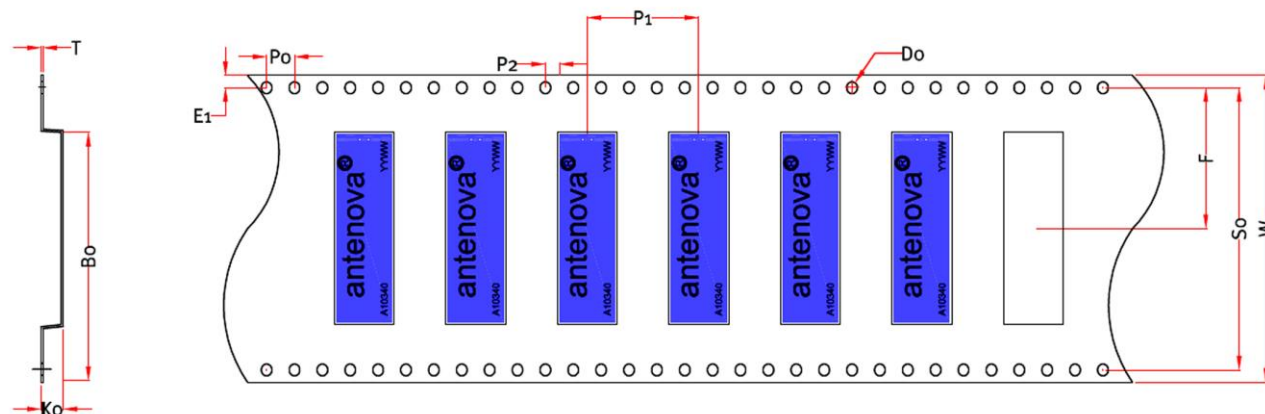 T
Po
P1
P2
Do
E1
Bo
Ko
F
So
W
antenova®
YYWW
A10340
antenova®
YYWW
A10340
antenova®
YYWW
A10340
antenova®
YYWW
A10340
antenova®
YYWW
A10340
antenova®
YYWW
A10340